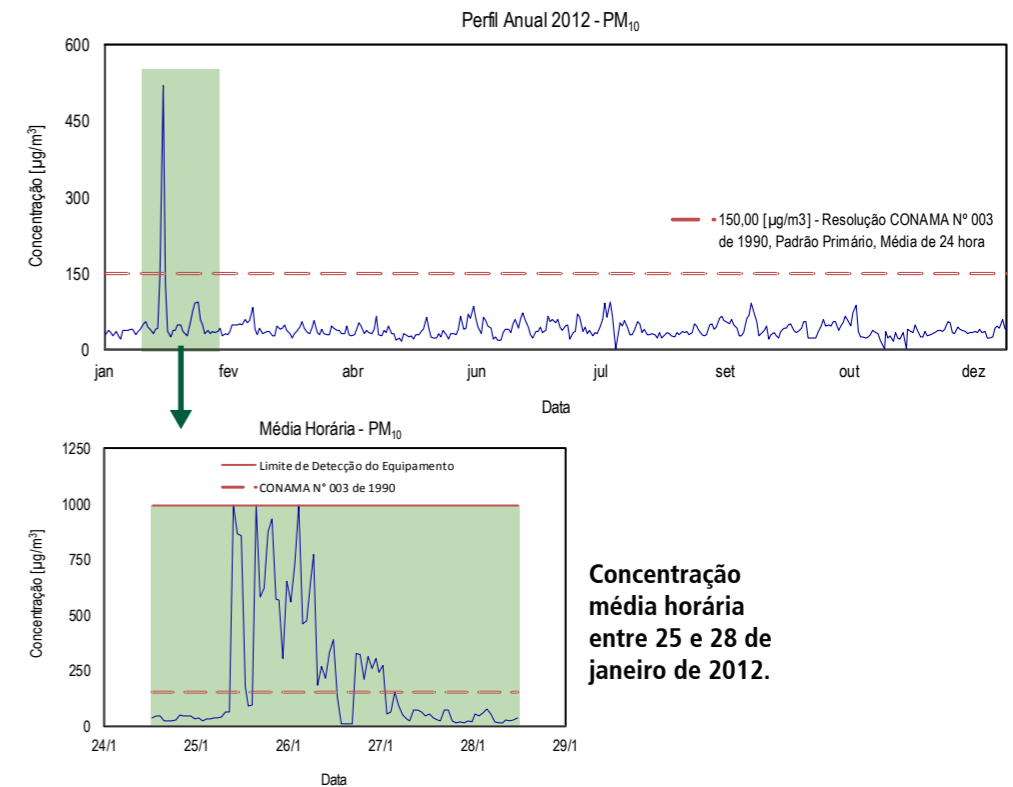 Perfil Anual 2012 - PM10
600
450
300
150
0
Concentração [µg/m³]
150,00 [µg/m3] - Resolução CONAMA Nº 003
de 1990, Padrão Primário, Média de 24 hora
jan fev abr jun jul set out dez
Data
Média Horária - PM10
1250
1000
750
500
250
0
Concentração [µg/m³]
Limite de Detecção do Equipamento
CONAMA N° 003 de 1990
24/1 25/1 26/1 27/1 28/1 29/1
Data
Concentração
média horária
entre 25 e 28 de
janeiro de 2012.